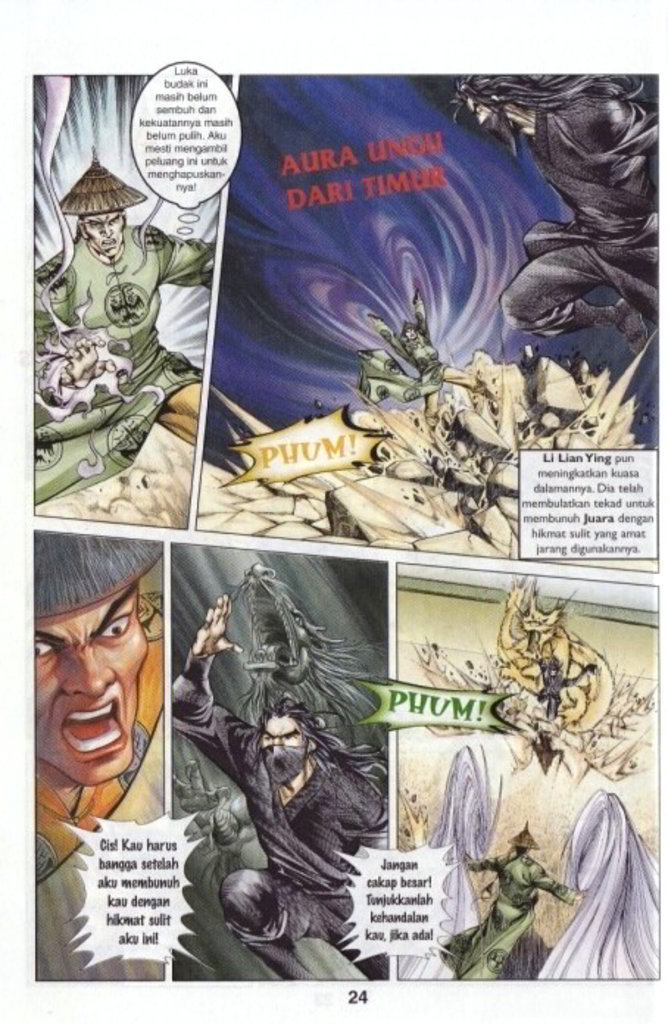 Luka
budak ini
masih belum
sembuh dan
kekuatannya masih
belum pulih. Aku
mesti mengambil
peluang ini untuk
menghapuskan-
nya!
AURA UNGU
DARI TIMUR
PHUM!
Li Lian Ying pun
meningkatkan kuasa
dalamannya. Dia telah
membulatkan tekad untuk
membunuh Juara dengan
hikmat sulit yang amat
jarang digunakannya.
Cis! Kau harus
bangga setelah
aku membunuh
kau dengan
hikmat sulit
aku ini!
PHUM!
Jangan
cakap besar!
Tunjukkanlah
kehandalan
kau, jika ada!
24